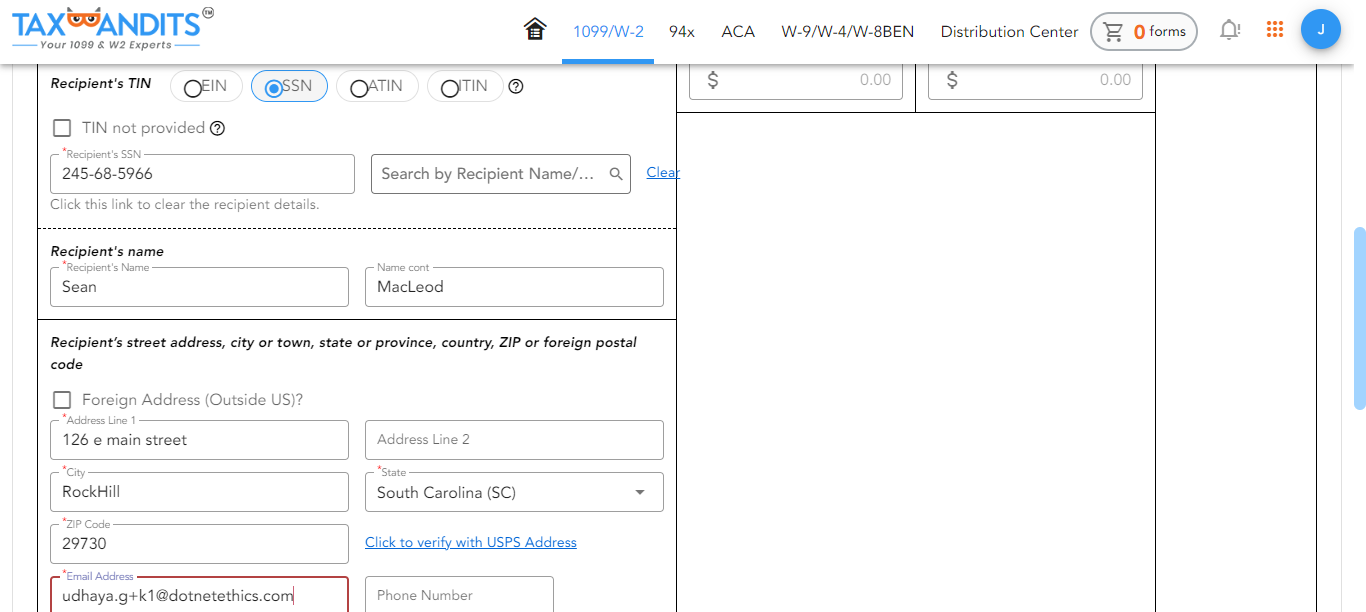 TAXBANDITS TM
Your 1099 & W2 Experts
1099/W-2 94x ACA W-9/W-4/W-8BEN Distribution Center 0 forms J
Recipient's TIN EIN SSN ATIN ITIN ?
$ 0.00 $ 0.00
TIN not provided ?
*Recipient's SSN
245-68-5966 Search by Recipient Name/... Clear
Click this link to clear the recipient details.
Recipient's name
*Recipient's Name Name cont
Sean MacLeod
Recipient's street address, city or town, state or province, country, ZIP or foreign postal
code
Foreign Address (Outside US)?
*Address Line 1
126 e main street Address Line 2
*City *State
RockHill South Carolina (SC)
*ZIP Code
29730 Click to verify with USPS Address
*Email Address
udhaya.g+k1@dotnetethics.com Phone Number